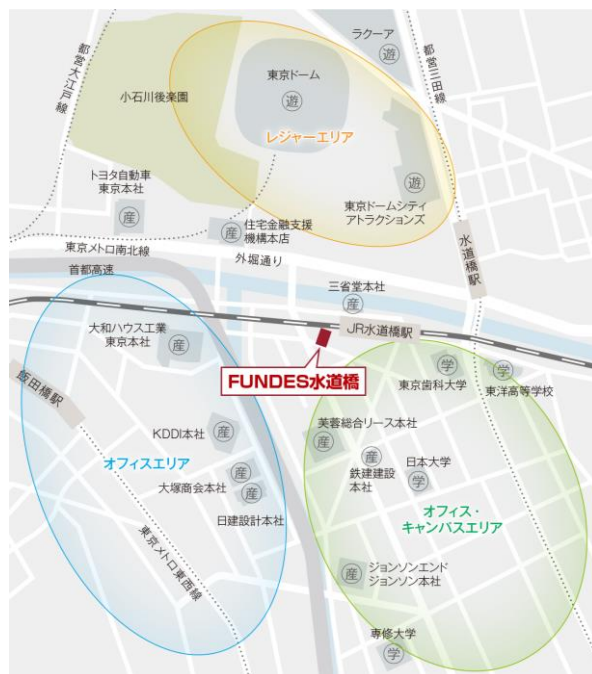 ラクーア
遊
都営大江戸線
都営三田線
東京ドーム
遊
小石川後楽園
レジャーエリア
トヨタ自動車
東京本社
産
遊
東京ドームシティ
アトラクションズ
住宅金融支援
機構本店
産
東京メトロ南北線
外堀通り
水道橋駅
首都高速
三省堂本社
産
大和ハウス工業
東京本社
産
JR水道橋駅
FUNDES水道橋
学
東京歯科大学
学
東洋高等学校
飯田橋駅
KDDI本社
産
芙蓉総合リース本社
産
オフィスエリア
大塚商会本社
産
産
日建設計本社
産
鉄建建設
本社
日本大学
学
オフィス・
キャンパスエリア
東京メトロ東西線
産
ジョンソンエンド
ジョンソン本社
専修大学
学